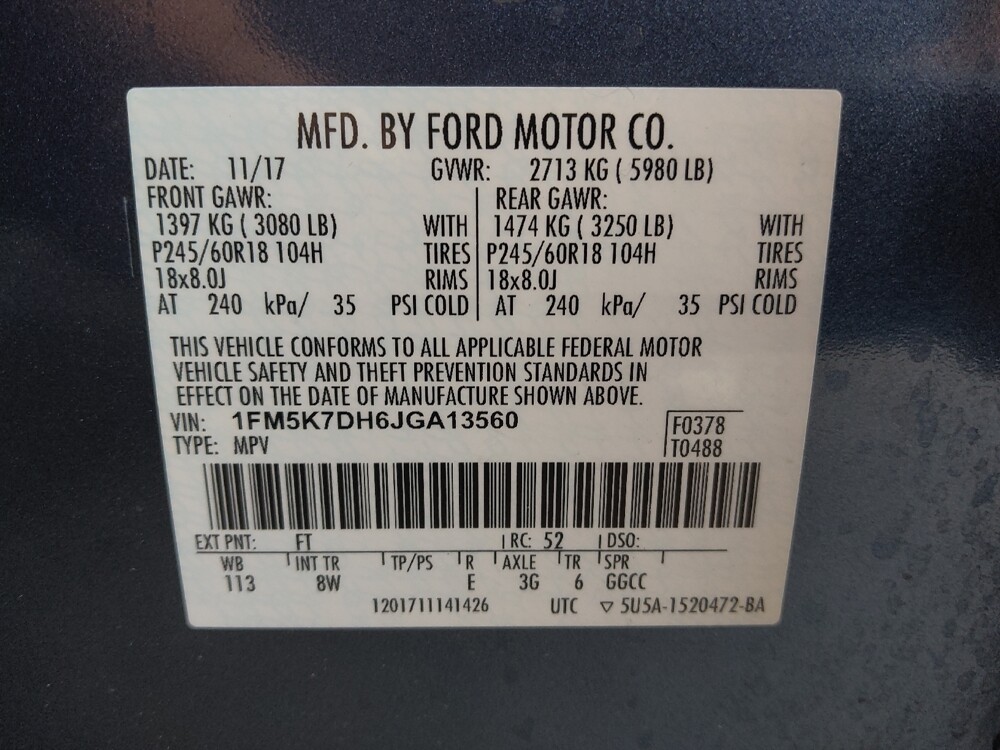 MFD. BY FORD MOTOR CO.
DATE: 11/17 GVWR: 2713 KG ( 5980 LB)
FRONT GAWR: REAR GAWR:
1397 KG ( 3080 LB) WITH 1474 KG ( 3250 LB) WITH
P245/60R18 104H TIRES P245/60R18 104H TIRES
18x8.0J RIMS 18x8.0J RIMS
AT 240 kPa/ 35 PSI COLD AT 240 kPa/ 35 PSI COLD
THIS VEHICLE CONFORMS TO ALL APPLICABLE FEDERAL MOTOR
VEHICLE SAFETY AND THEFT PREVENTION STANDARDS IN
EFFECT ON THE DATE OF MANUFACTURE SHOWN ABOVE.
VIN: 1FM5K7DH6JGA13560 F0378
TYPE: MPV T0488
EXT PNT: FT RC: 52 DSO:
WB INT TR TP/PS R AXLE TR SPR
113 8W E 3G 6 GGCC
1201711141426 UTC ▽ 5U5A-1520472-BA